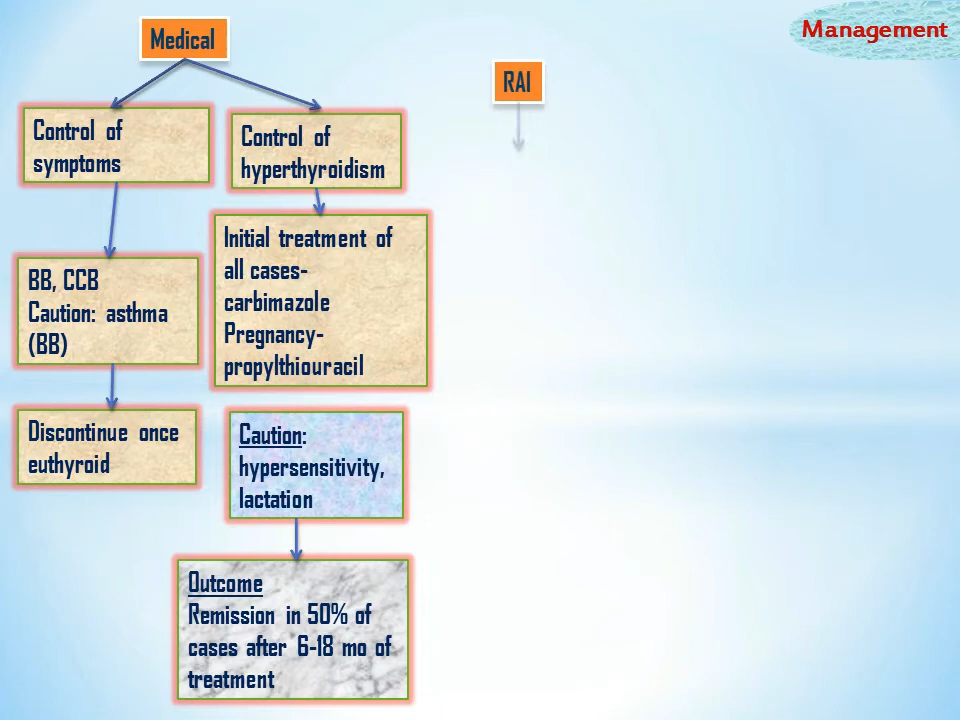 Management
Medical
RAI
Control of
symptoms
Control of
hyperthyroidism
BB, CCB
Caution: asthma
(BB)
Initial treatment of
all cases-
carbimazole
Pregnancy-
propylthiouracil
Discontinue once
euthyroid
Caution:
hypersensitivity,
lactation
Outcome
Remission in 50% of
cases after 6-18 mo of
treatment